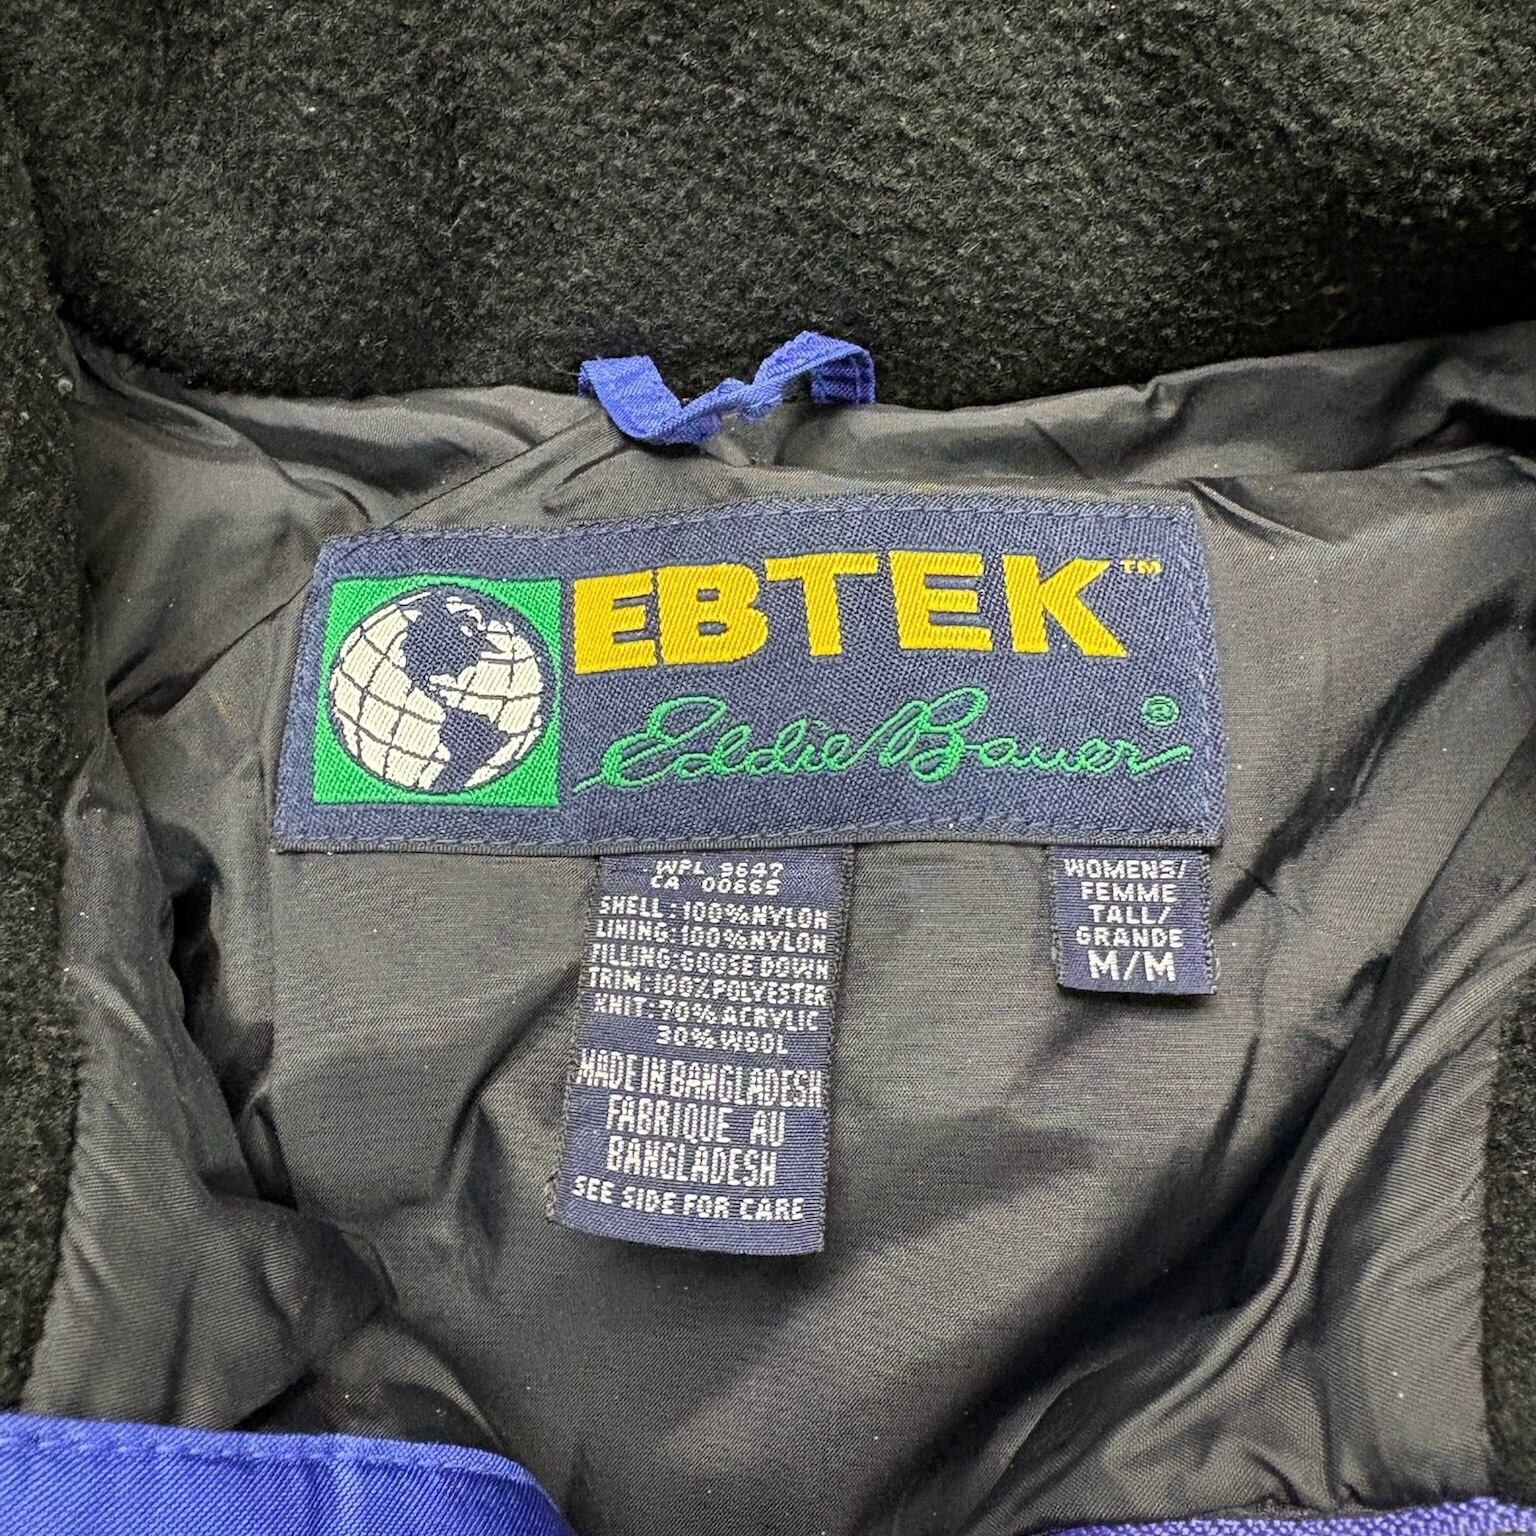 EBTEK™
Eddie Bauer®
WPL 9647
CA 00665
SHELL:100%NYLON
LINING:100%NYLON
FILLING:GOOSE DOWN
TRIM:100% POLYESTER
KNIT:70% ACRYLIC
30% WOOL
MADE IN BANGLADESH
FABRIQUE AU
BANGLADESH
SEE SIDE FOR CARE
WOMENS/
FEMME
TALL/
GRANDE
M/M